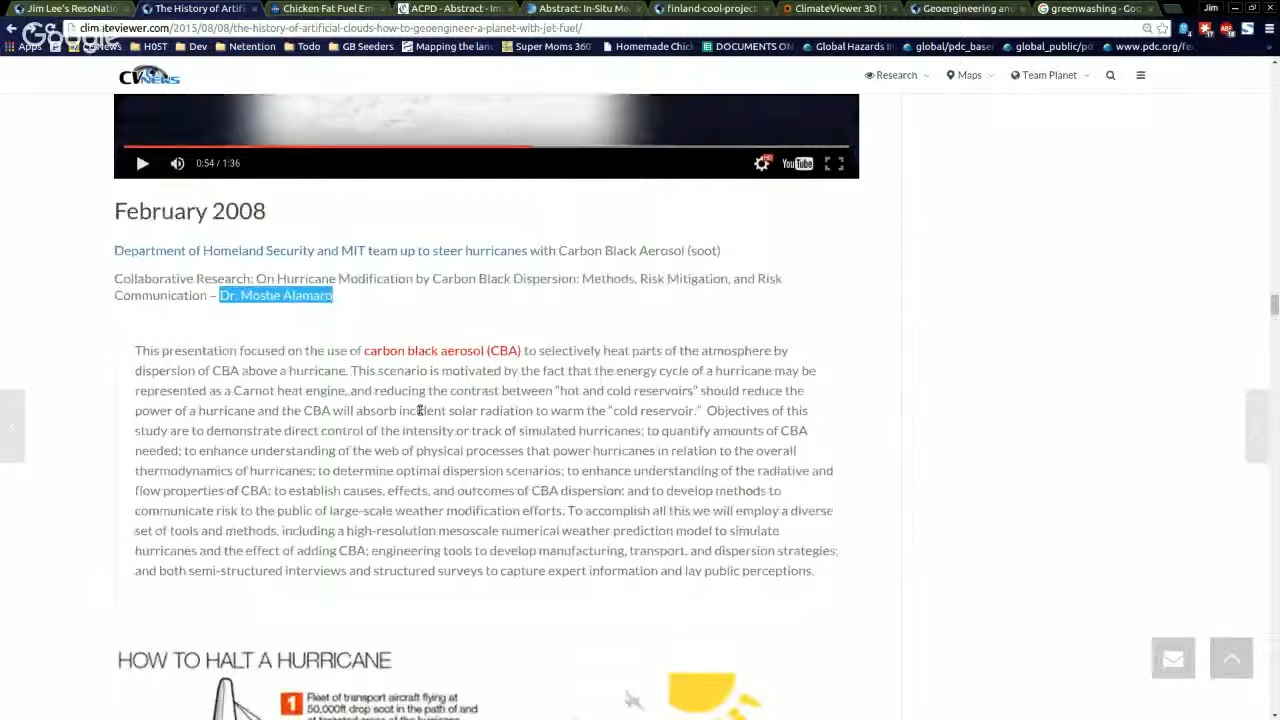 Jim Lee's ResoNati
The History of Artifi
Chicken Fat Fuel Em
ACPD - Abstract - Im
Abstract: In-Situ Me
finland-cool-project
ClimateViewer 3D |
Geoengineering an
greenwashing - Goo
Jim
climateviewer.com/2015/08/08/the-history-of-artificial-clouds-how-to-geoengineer-a-planet-with-jet-fuel/
Google
Apps
H05T
Dev
Netention
Todo
GB Seeders
Mapping the land
Super Moms 360°
Homemade Chick
DOCUMENTS ON
Global Hazards In
global/pdc_base
global_public/pd
www.pdc.org/fe
CV NEWS
Research
Maps
Team Planet
0:54 / 1:36
HD
YouTube
February 2008
Department of Homeland Security and MIT team up to steer hurricanes with Carbon Black Aerosol (soot)
Collaborative Research: On Hurricane Modification by Carbon Black Dispersion: Methods, Risk Mitigation, and Risk
Communication – Dr. Moshe Alamaro
This presentation focused on the use of carbon black aerosol (CBA) to selectively heat parts of the atmosphere by
dispersion of CBA above a hurricane. This scenario is motivated by the fact that the energy cycle of a hurricane may be
represented as a Carnot heat engine, and reducing the contrast between "hot and cold reservoirs" should reduce the
power of a hurricane and the CBA will absorb incident solar radiation to warm the "cold reservoir." Objectives of this
study are to demonstrate direct control of the intensity or track of simulated hurricanes; to quantify amounts of CBA
needed; to enhance understanding of the web of physical processes that power hurricanes in relation to the overall
thermodynamics of hurricanes; to determine optimal dispersion scenarios; to enhance understanding of the radiative and
flow properties of CBA; to establish causes, effects, and outcomes of CBA dispersion; and to develop methods to
communicate risk to the public of large-scale weather modification efforts. To accomplish all this we will employ a diverse
set of tools and methods, including a high-resolution mesoscale numerical weather prediction model to simulate
hurricanes and the effect of adding CBA; engineering tools to develop manufacturing, transport, and dispersion strategies;
and both semi-structured interviews and structured surveys to capture expert information and lay public perceptions.
HOW TO HALT A HURRICANE
1 Fleet of transport aircraft flying at
50,000ft drop soot in the path of and